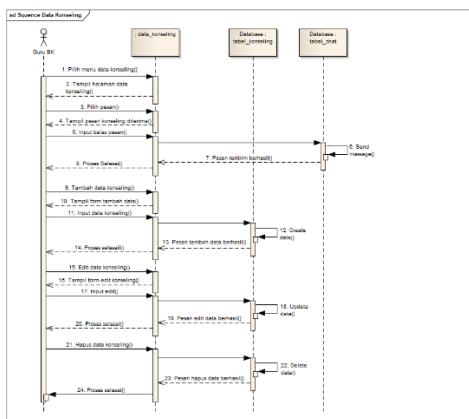 sd Squence Data Konseling
Guru BK
: data_konseling
Database :
tabel_konseling
Database :
tabel_chat
1. Pilih menu data konseling()
2. Tampil halaman data
konseling()
3. Pilih pesan()
4. Tampil pesan konseling diterima()
5. Input balas pesan()
6. Send
message()
7. Pesan terkirim berhasil()
8. Proses Selesai()
9. Tambah data konseling()
10. Tampil form tambah data()
11. Input data konseling()
12. Create
data()
13. Pesan tambah data berhasil()
14. Proses selesai()
15. Edit data konseling()
16. Tampil form edit konseling()
17. Input edit()
18. Update
data()
19. Pesan edit data berhasil()
20. Proses selesai()
21. Hapus data konseling()
22. Delete
data()
23. Pesan hapus data berhasil()
24. Proses selesai()